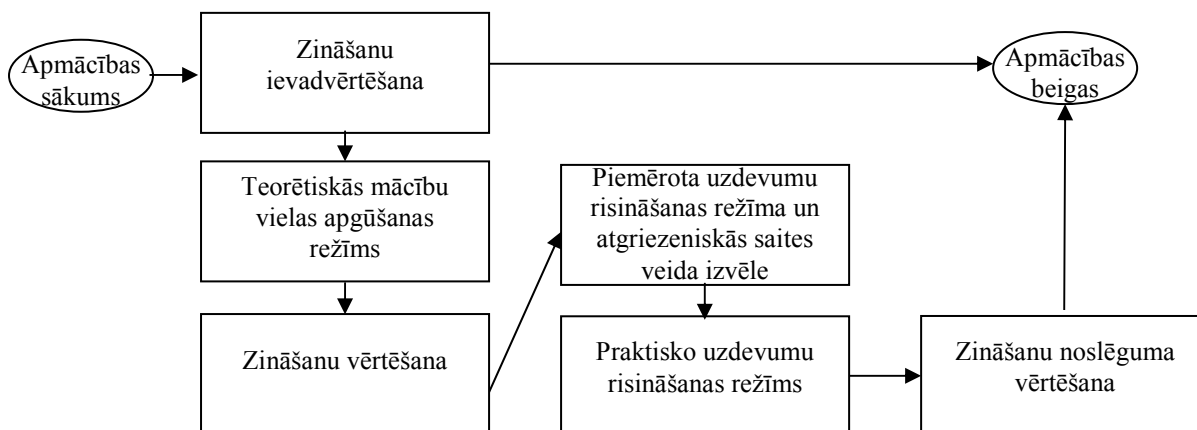 Apmācības
sākums
Zināšanu
ievadvērtēšana
Apmācības
beigas
Teorētiskās mācību
vielas apgūšanas
režīms
Piemērota uzdevumu
risināšanas režīma un
atgriezeniskās saites
veida izvēle
Zināšanu vērtēšana
Praktisko uzdevumu
risināšanas režīms
Zināšanu noslēguma
vērtēšana